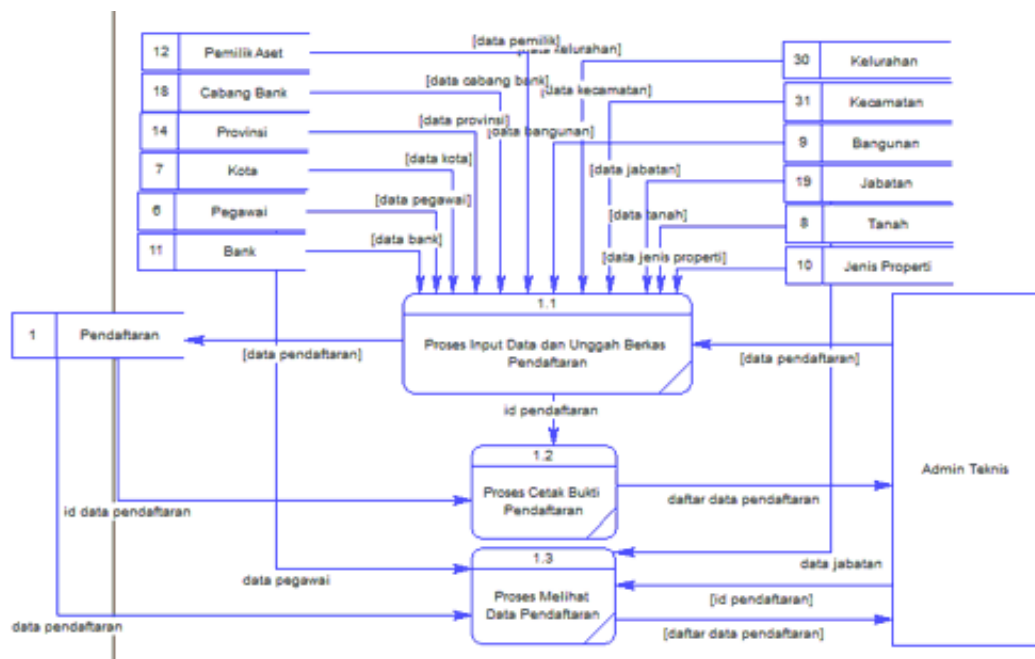 12 Pemilik Aset
18 Cabang Bank
14 Provinsi
7 Kota
6 Pegawai
11 Bank
[data pemilik]
[data kelurahan]
[data cabang bank]
[data kecamatan]
[data provinsi]
[data bangunan]
[data kota]
[data jabatan]
[data pegawai]
[data tanah]
[data bank]
[data jenis properti]
30 Kelurahan
31 Kecamatan
9 Bangunan
19 Jabatan
8 Tanah
10 Jenis Properti
1 Pendaftaran
[data pendaftaran]
1.1
Proses Input Data dan Unggah Berkas
Pendaftaran
[data pendaftaran]
id pendaftaran
1.2
Proses Cetak Bukti
Pendaftaran
Admin Teknis
id data pendaftaran
daftar data pendaftaran
1.3
Proses Melihat
Data Pendaftaran
data pegawai
data jabatan
[id pendaftaran]
data pendaftaran
[daftar data pendaftaran]